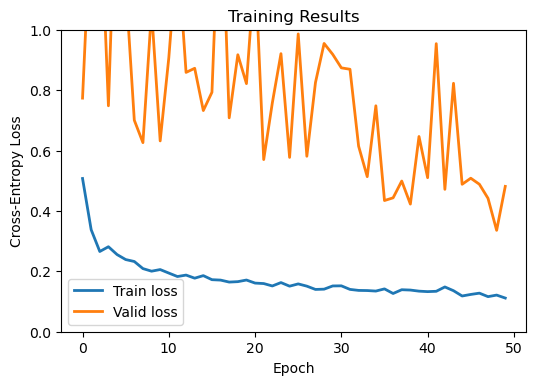 Training Results
Cross-Entropy Loss
1.0
0.8
0.6
0.4
0.2
0.0
Train loss
Valid loss
0 10 20 30 40 50
Epoch